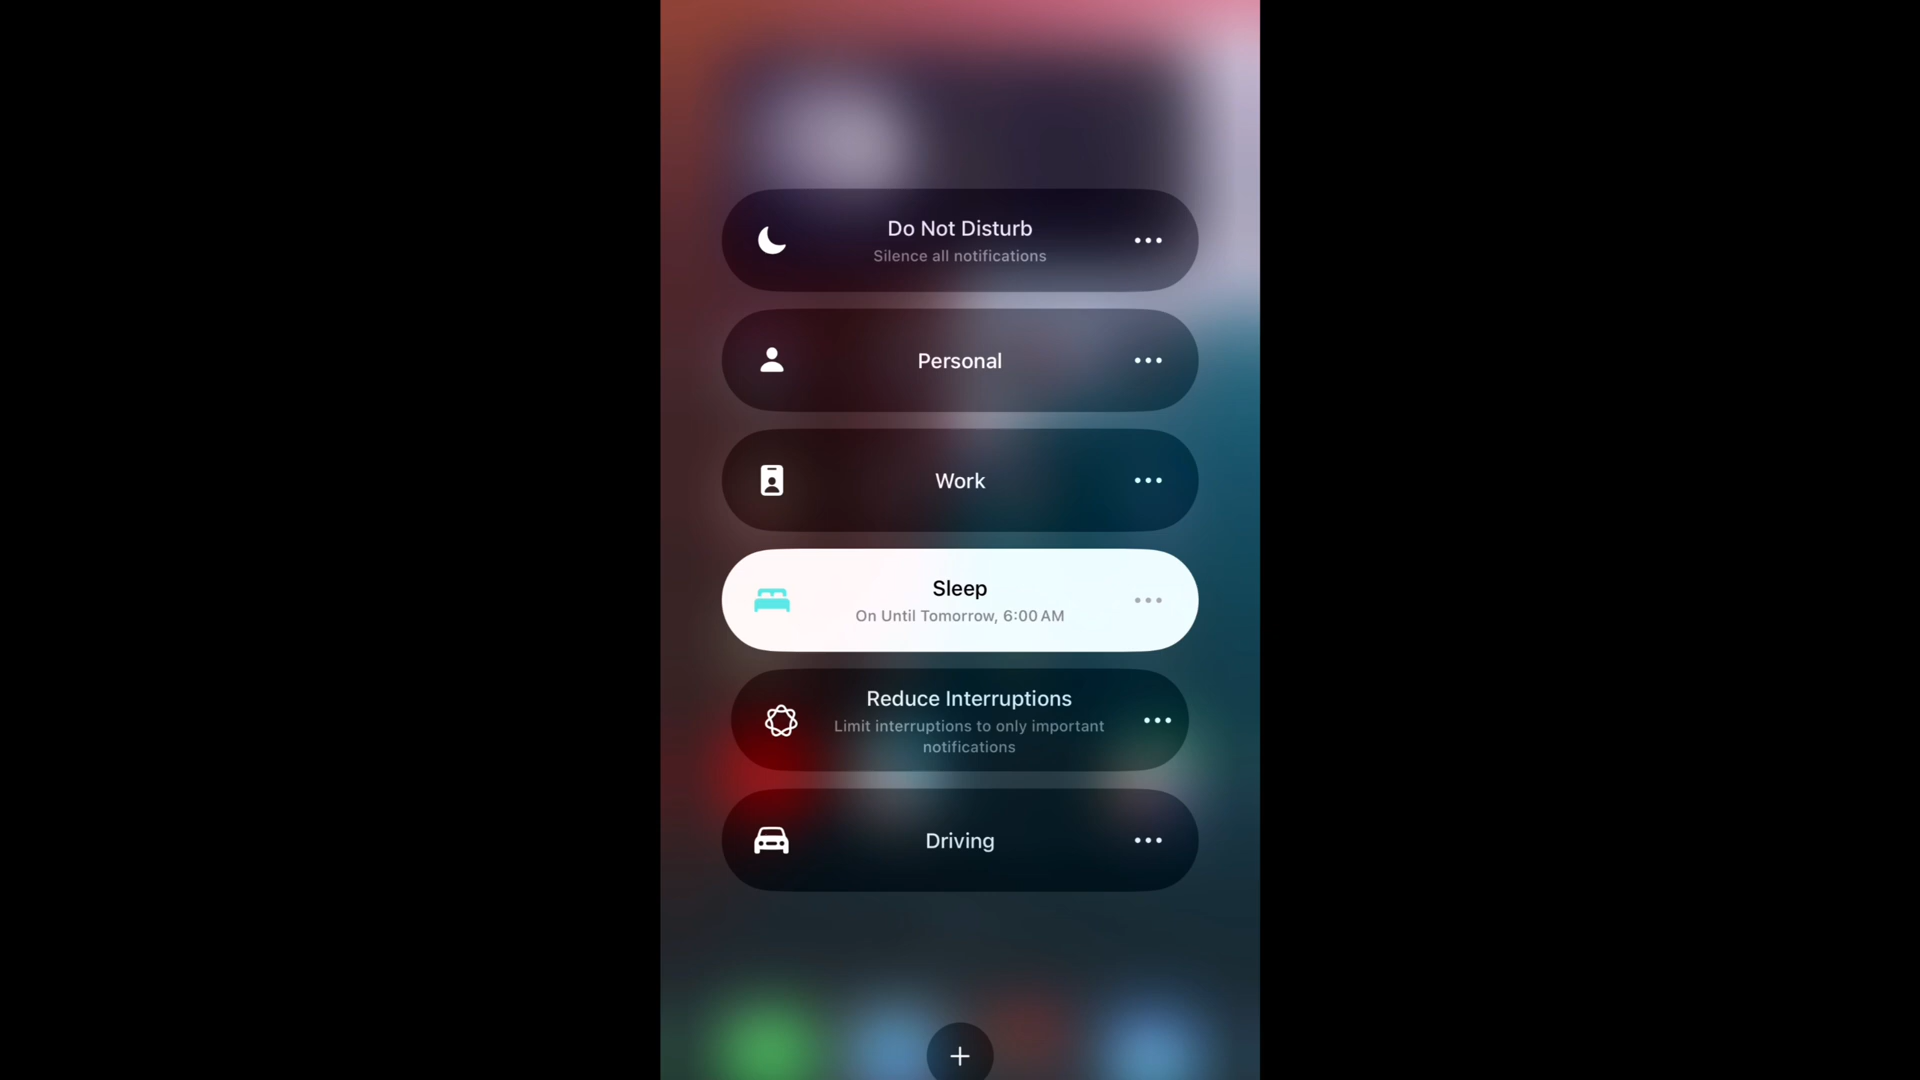 Do Not Disturb
Silence all notifications
Personal
Work
Sleep
On Until Tomorrow, 6:00 AM
Reduce Interruptions
Limit interruptions to only important
notifications
Driving